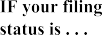 IF your filing
status is . . .